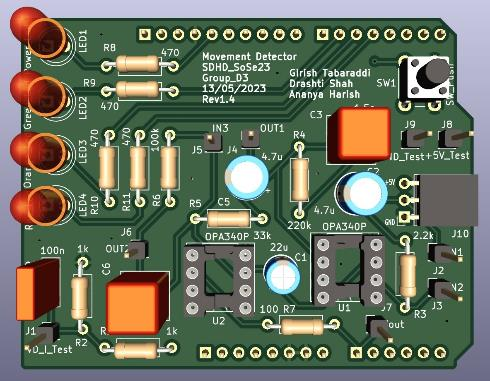 LED1
R8
470
R9
470
Movement Detector
SDHD_SoSe23
Group_D3
13/05/2023
Rev1.4
Girish Tabaraddi
Drashti Shah
Ananya Harish
SW1
LED2
LED3
LED4
470
470
100k
R10
R11
R6
IN3
OUT1
J5
J4
4.7u
R4
C3
J9
J8
+5V_Test
C2
4.7u
220k
+5V
GND
J10
R5
C5
33k
OPA340P
OPA340P
22u
C1
U2
U1
2.2k
R3
J2
J3
J6
100n
1k
C6
J1
R2
1k
100
R7
J7